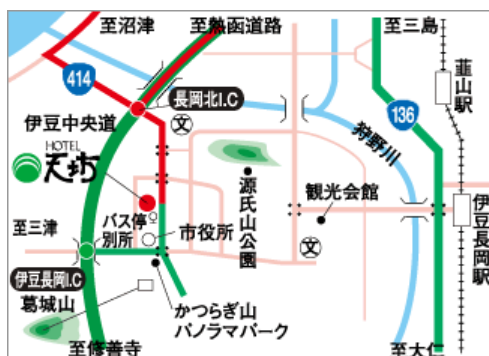 至沼津
至熱函道路
至三島
414
長岡北I.C
文
136
韮山駅
伊豆中央道
狩野川
HOTEL
天坊
源氏山公園
観光会館
バス停
別所
市役所
至三津
文
伊豆長岡駅
伊豆長岡I.C
葛城山
かつらぎ山
パノラマパーク
至修善寺
至大仁